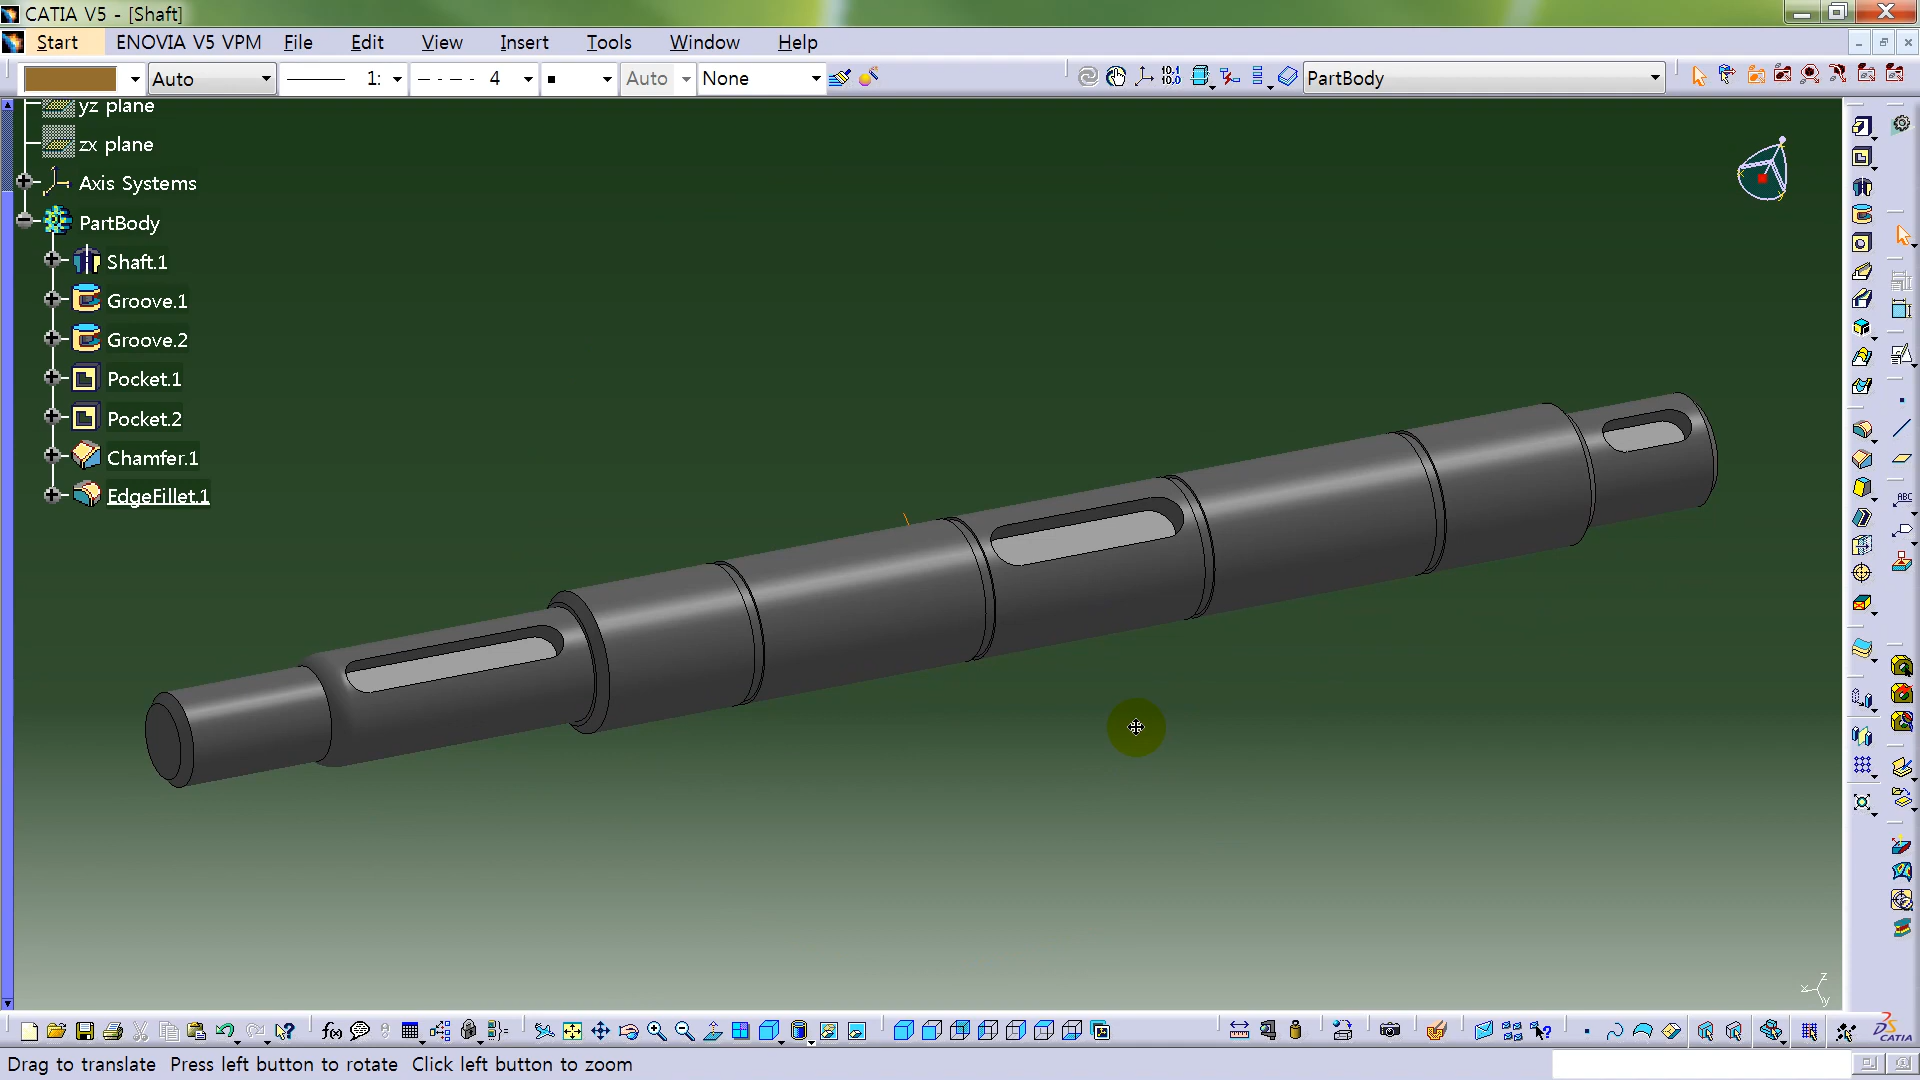 CATIA V5 - [Shaft]
Start ENOVIA V5 VPM File Edit View Insert Tools Window Help
Auto 1: 4 Auto None PartBody
yz plane
zx plane
Axis Systems
PartBody
Shaft.1
Groove.1
Groove.2
Pocket.1
Pocket.2
Chamfer.1
EdgeFillet.1
ABC
z
x
y
f(x)
CATIA
Drag to translate Press left button to rotate Click left button to zoom